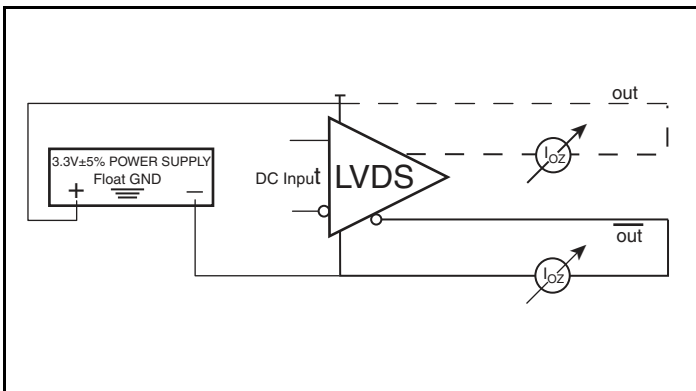 out
3.3V±5% POWER SUPPLY
Float GND
+ −
DC Input
LVDS
IOZ
out
IOZ